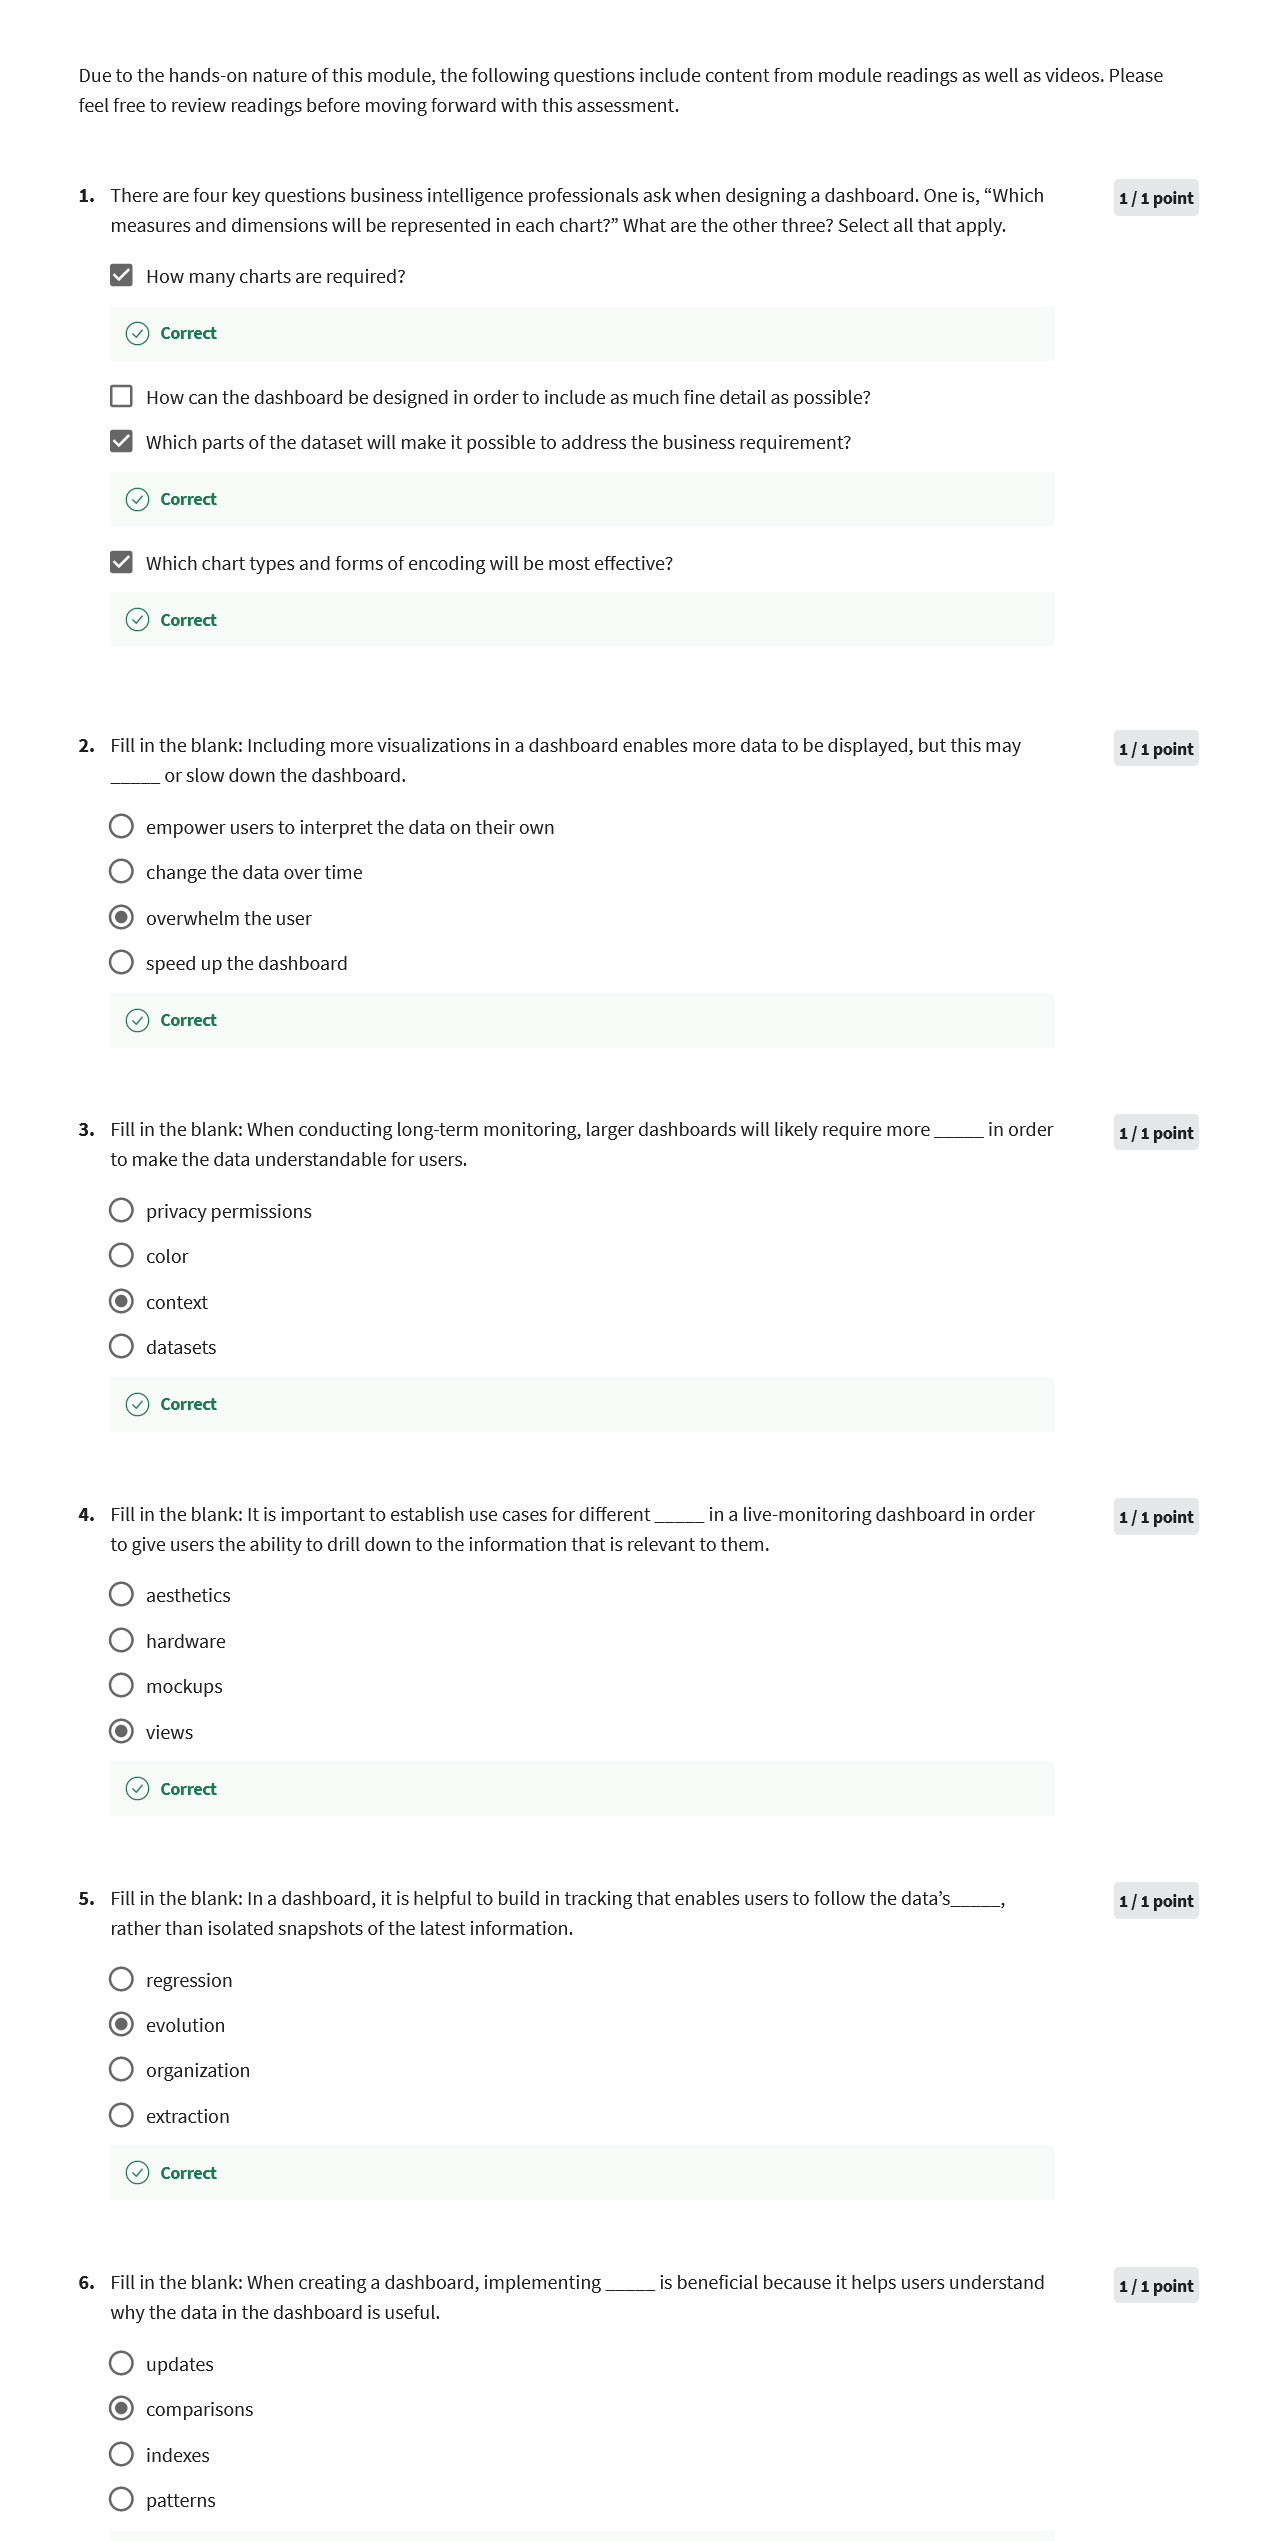 Due to the hands-on nature of this module, the following questions include content from module readings as well as videos. Please
feel free to review readings before moving forward with this assessment.
1. There are four key questions business intelligence professionals ask when designing a dashboard. One is, “Which
measures and dimensions will be represented in each chart?” What are the other three? Select all that apply.
1 / 1 point
How many charts are required?
Correct
How can the dashboard be designed in order to include as much fine detail as possible?
Which parts of the dataset will make it possible to address the business requirement?
Correct
Which chart types and forms of encoding will be most effective?
Correct
2. Fill in the blank: Including more visualizations in a dashboard enables more data to be displayed, but this may
_____ or slow down the dashboard.
1 / 1 point
empower users to interpret the data on their own
change the data over time
overwhelm the user
speed up the dashboard
Correct
3. Fill in the blank: When conducting long-term monitoring, larger dashboards will likely require more _____ in order
to make the data understandable for users.
1 / 1 point
privacy permissions
color
context
datasets
Correct
4. Fill in the blank: It is important to establish use cases for different _____ in a live-monitoring dashboard in order
to give users the ability to drill down to the information that is relevant to them.
1 / 1 point
aesthetics
hardware
mockups
views
Correct
5. Fill in the blank: In a dashboard, it is helpful to build in tracking that enables users to follow the data’s_____,
rather than isolated snapshots of the latest information.
1 / 1 point
regression
evolution
organization
extraction
Correct
6. Fill in the blank: When creating a dashboard, implementing _____ is beneficial because it helps users understand
why the data in the dashboard is useful.
1 / 1 point
updates
comparisons
indexes
patterns